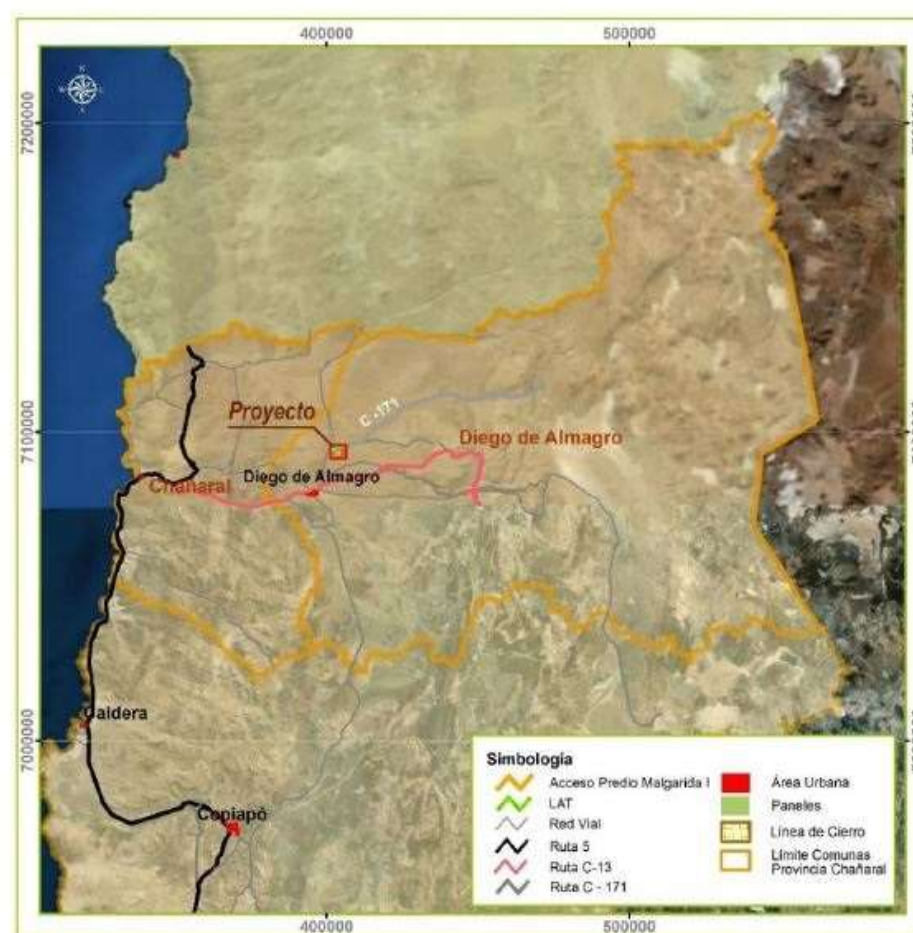 400000 500000
N
7200000
C -171
Proyecto
7100000
Diego de Almagro
Diego de Almagro
Chañaral
Caldera
7000000
Copiapó
Simbología
Acceso Predio Malgarida I
LAT
Red Vial
Ruta 5
Ruta C-13
Ruta C - 171
Área Urbana
Paneles
Línea de Cierro
Límite Comunas
Provincia Chañaral
400000 500000